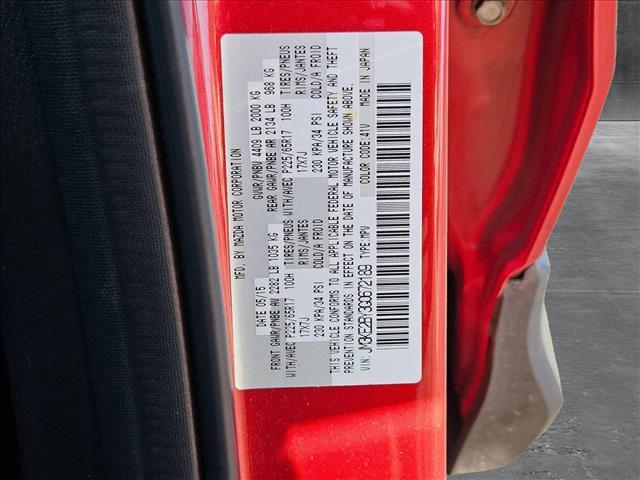 MFD. BY MAZDA MOTOR CORPORATION
DATE 05/15 GVWR/PNBV 4409 LB 2000 KG
FRONT GAWR/PNBE AV 2282 LB 1035 KG REAR GAWR/PNBE AR 2134 LB 968 KG
WITH/AVEC P225/65R17 100H TIRES/PNEUS WITH/AVEC P225/65R17 100H TIRES/PNEUS
17X7J RIMS/JANTES 17X7J RIMS/JANTES
230 KPA/34 PSI COLD/A FROID 230 KPA/34 PSI COLD/A FROID
THIS VEHICLE CONFORMS TO ALL APPLICABLE FEDERAL MOTOR VEHICLE SAFETY AND THEFT
PREVENTION STANDARDS IN EFFECT ON THE DATE OF MANUFACTURE SHOWN ABOVE.
VIN: JM3KE2BY3G0672189 TYPE:MPV COLOR CODE:41V MADE IN JAPAN